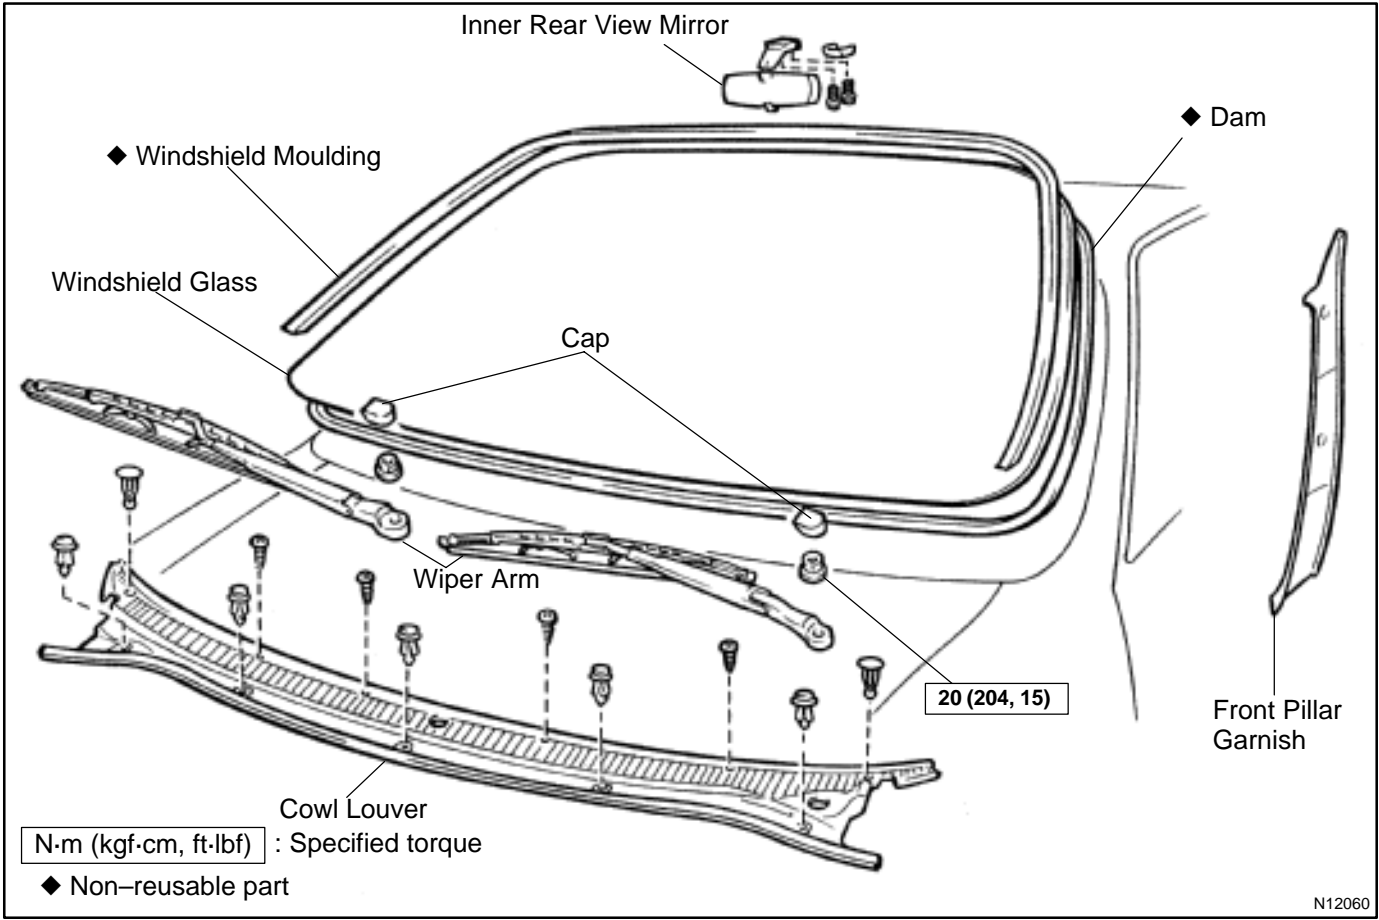 Inner Rear View Mirror
◆ Dam
◆ Windshield Moulding
Windshield Glass
Cap
Wiper Arm
20 (204, 15)
Front Pillar
Garnish
Cowl Louver
N·m (kgf·cm, ft·lbf) : Specified torque
◆ Non–reusable part
N12060